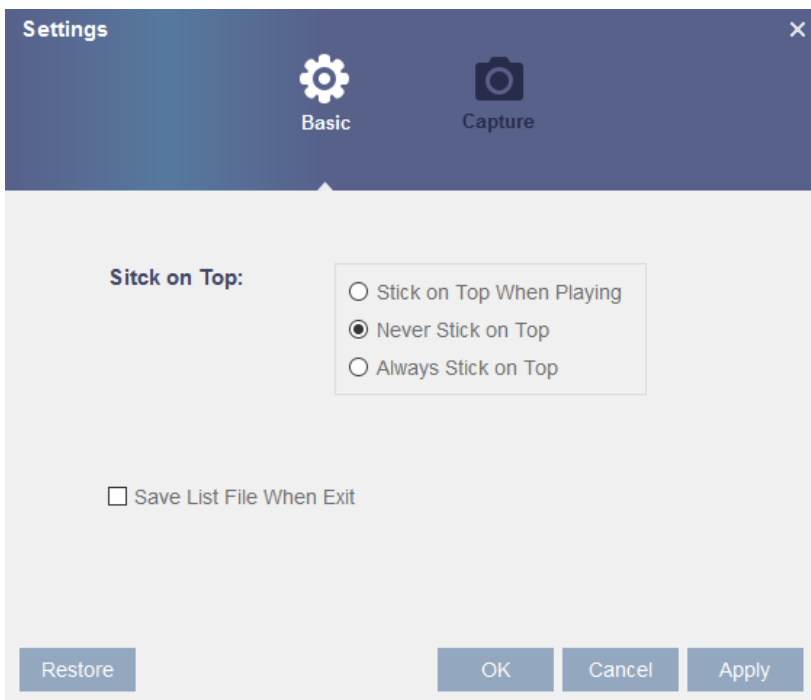 Settings
Basic
Capture
Sitck on Top:
Stick on Top When Playing
Never Stick on Top
Always Stick on Top
Save List File When Exit
Restore
OK
Cancel
Apply